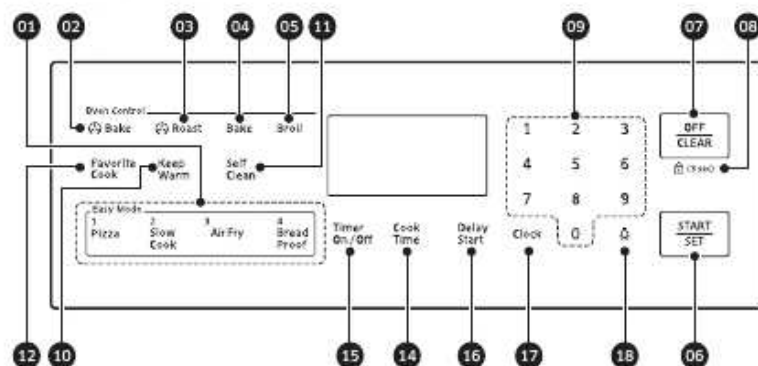 01 02 03 04 05 11 09 07 08
Oven Control
Bake Roast Bake Broil
Favorite Cook Keep Warm Self Clean
Easy Mode
1 Pizza 2 Slow Cook 3 Air Fry 4 Bread Proof
Timer On/Off Cook Time Delay Start Clock
1 2 3
4 5 6
7 8 9
0
OFF
CLEAR
(3 sec)
START
SET
12 10 15 14 16 17 18 06